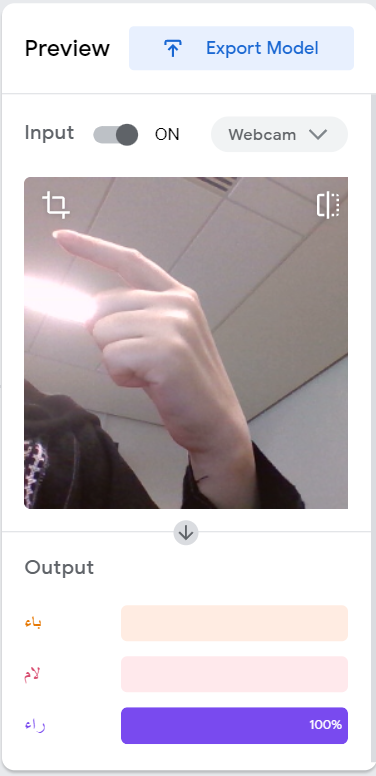 Preview
Export Model
Input
ON
Webcam
Output
باء
لام
راء
100%